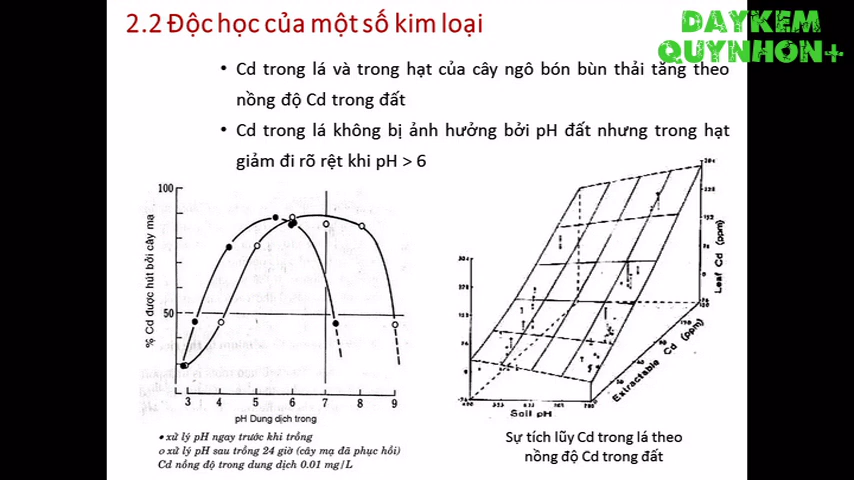 2.2 Độc học của một số kim loại
DAYKEM
QUYNHON+
• Cd trong lá và trong hạt của cây ngô bón bùn thải tăng theo
nồng độ Cd trong đất
• Cd trong lá không bị ảnh hưởng bởi pH đất nhưng trong hạt
giảm đi rõ rệt khi pH > 6
% Cd được hút bởi cây mạ
100
50
3 4 5 6 7 8 9
pH Dung dịch trong
• xử lý pH ngay trước khi trồng
o xử lý pH sau trồng 24 giờ (cây mạ đã phục hồi)
Cd nồng độ trong dung dịch 0.01 mg/L
Leaf Cd (ppm)
Extractable Cd (ppm)
Soil pH
Sự tích lũy Cd trong lá theo
nồng độ Cd trong đất